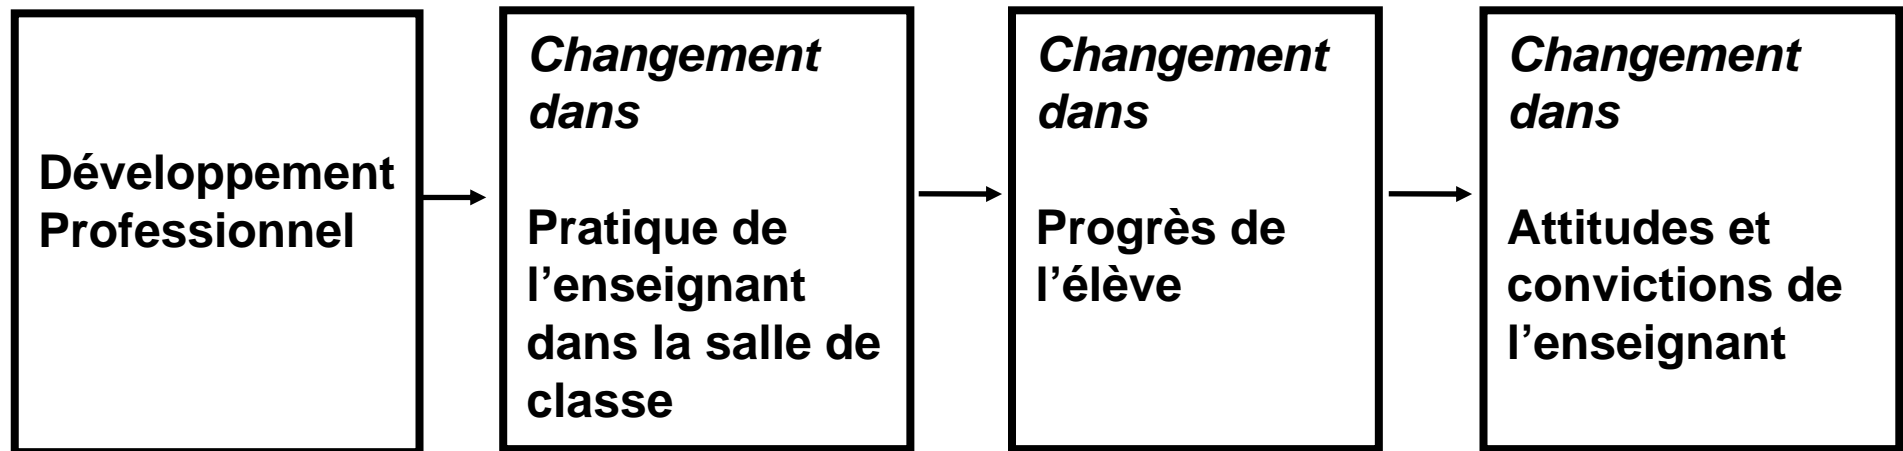 Développement
Professionnel
Changement
dans
Pratique de
l’enseignant
dans la salle de
classe
Changement
dans
Progrès de
l’élève
Changement
dans
Attitudes et
convictions de
l’enseignant